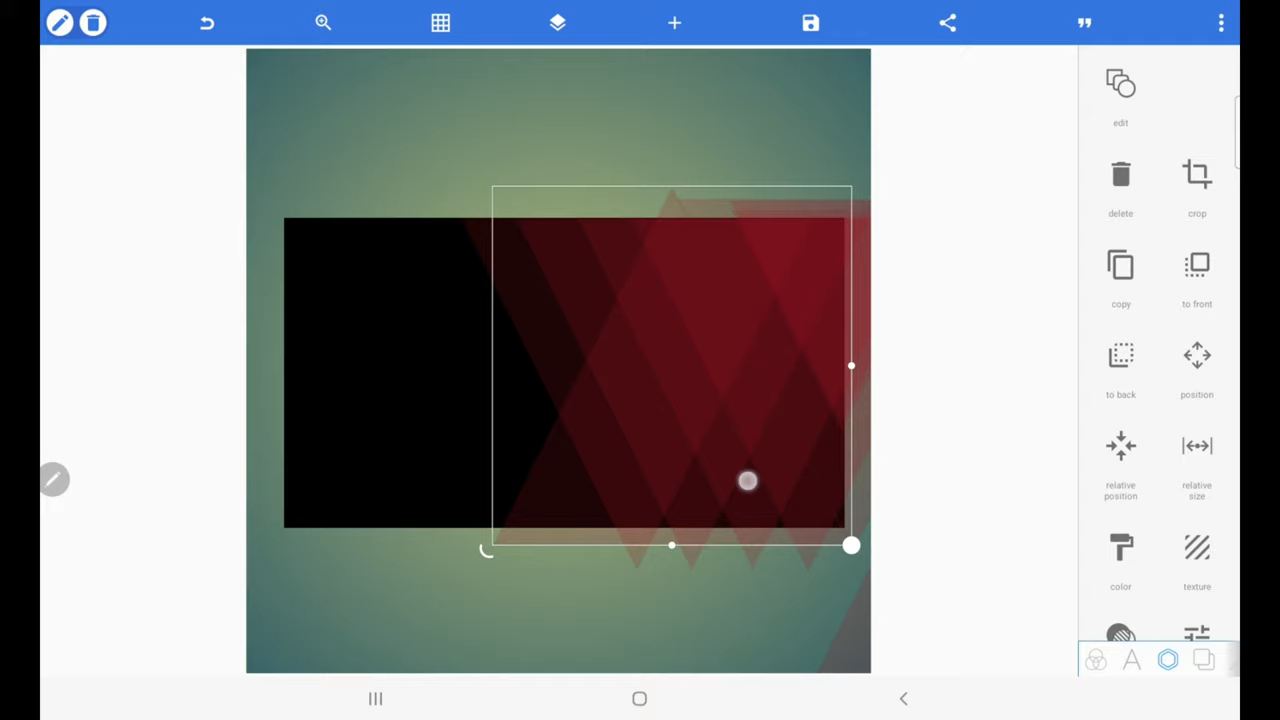 edit
delete
crop
copy
to front
to back
position
relative
position
relative
size
color
texture